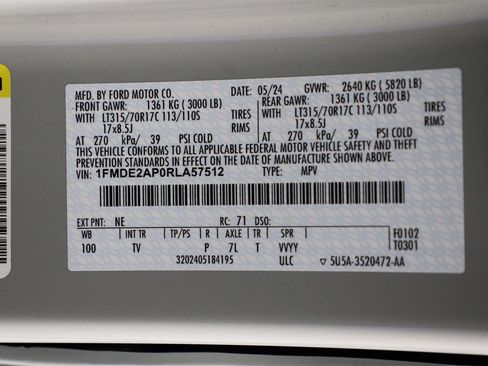 MFD. BY FORD MOTOR CO.
DATE: 05/24 GVWR: 2640 KG (5820 LB)
FRONT GAWR: 1361 KG (3000 LB) REAR GAWR: 1361 KG (3000 LB)
WITH LT315/70R17C 113/110S TIRES WITH LT315/70R17C 113/110S TIRES
17x8.5J RIMS 17x8.5J RIMS
AT 270 kPa/ 39 PSI COLD AT 270 kPa/ 39 PSI COLD
THIS VEHICLE CONFORMS TO ALL APPLICABLE FEDERAL MOTOR VEHICLE SAFETY AND THEFT
PREVENTION STANDARDS IN EFFECT ON THE DATE OF MANUFACTURE SHOWN ABOVE.
VIN: 1FMDE2AP0RLA57512 TYPE: MPV
EXT PNT: NE RC: 71 DSO: F0102
WB INT TR TP/PS R AXLE TR SPR T0301
100 TV P 7L T VVYY
3202405184195 ULC ▽ 5U5A-3520472-AA